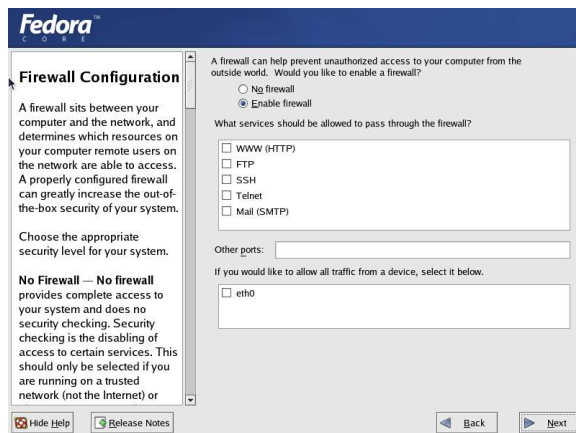 Fedora™
CORE
Firewall Configuration
A firewall sits between your
computer and the network, and
determines which resources on
your computer remote users on
the network are able to access.
A properly configured firewall
can greatly increase the out-of-
the-box security of your system.
Choose the appropriate
security level for your system.
No Firewall — No firewall
provides complete access to
your system and does no
security checking. Security
checking is the disabling of
access to certain services. This
should only be selected if you
are running on a trusted
network (not the Internet) or
A firewall can help prevent unauthorized access to your computer from the
outside world. Would you like to enable a firewall?
No firewall
Enable firewall
What services should be allowed to pass through the firewall?
WWW (HTTP)
FTP
SSH
Telnet
Mail (SMTP)
Other ports:
If you would like to allow all traffic from a device, select it below.
eth0
Hide Help
Release Notes
Back
Next